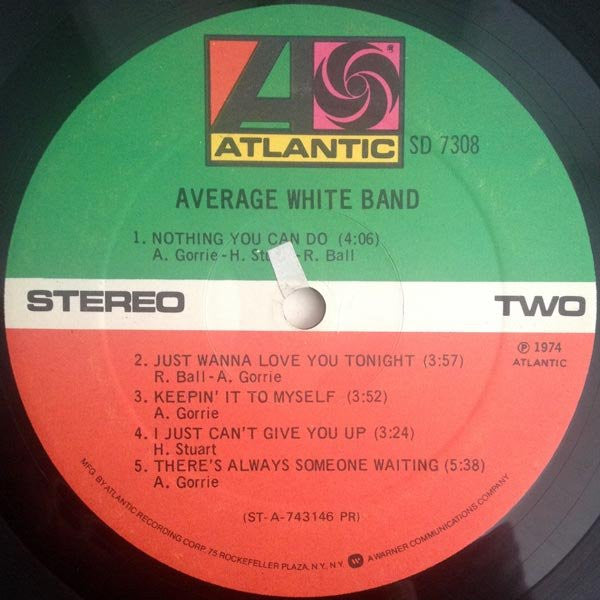 ATLANTIC
®
SD 7308
AVERAGE WHITE BAND
1. NOTHING YOU CAN DO (4:06)
A. Gorrie - H. - R. Ball
STEREO TWO
℗ 1974
ATLANTIC
2. JUST WANNA LOVE YOU TONIGHT (3:57)
R. Ball - A. Gorrie
3. KEEPIN' IT TO MYSELF (3:52)
A. Gorrie
4. I JUST CAN'T GIVE YOU UP (3:24)
H. Stuart
5. THERE'S ALWAYS SOMEONE WAITING (5:38)
A. Gorrie
(ST-A-743146 PR)
MFG. BY ATLANTIC RECORDING CORP. 75 ROCKEFELLER PLAZA, N.Y. N.Y. A WARNER COMMUNICATIONS COMPANY